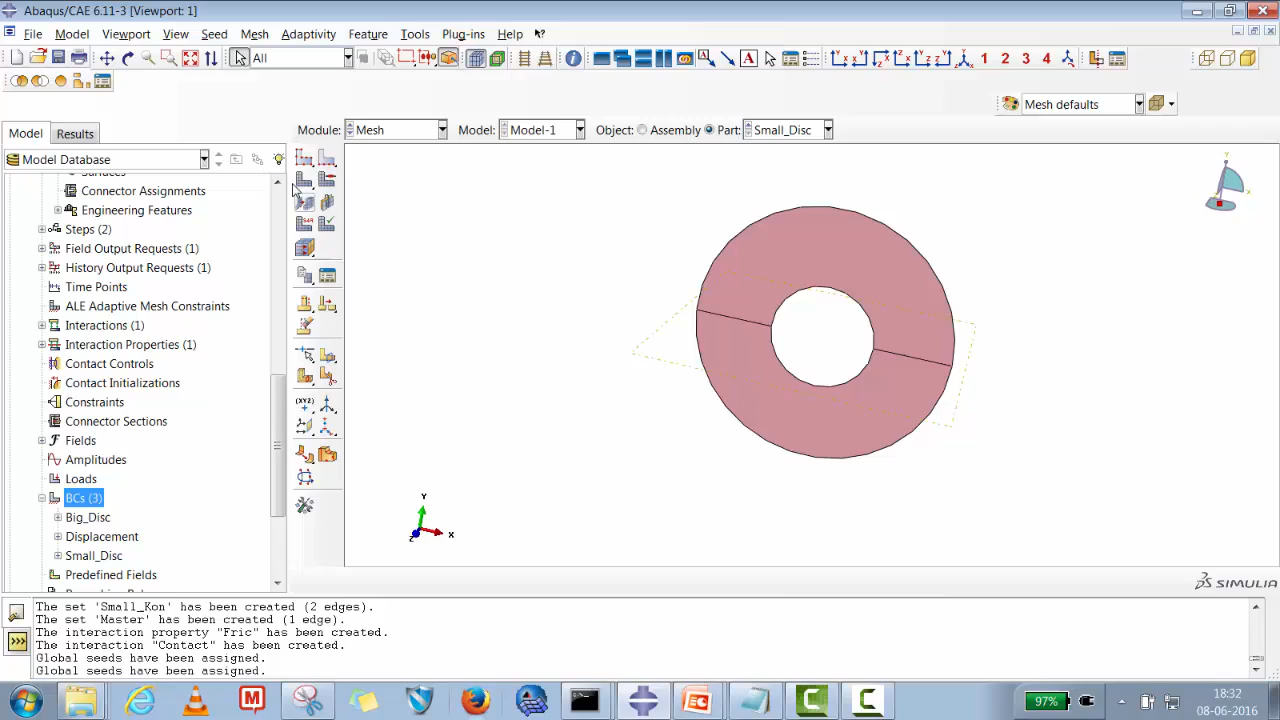 Abaqus/CAE 6.11-3 [Viewport: 1]
File Model Viewport View Seed Mesh Adaptivity Feature Tools Plug-ins Help
All
1 2 3 4
Mesh defaults
Model Results
Module: Mesh Model: Model-1 Object: Assembly Part: Small_Disc
Model Database
Connector Assignments
Engineering Features
Steps (2)
Field Output Requests (1)
History Output Requests (1)
Time Points
ALE Adaptive Mesh Constraints
Interactions (1)
Interaction Properties (1)
Contact Controls
Contact Initializations
Constraints
Connector Sections
Fields
Amplitudes
Loads
BCs (3)
Big_Disc
Displacement
Small_Disc
Predefined Fields
Y
X
Z
SIMULIA
The set 'Small_Kon' has been created (2 edges).
The set 'Master' has been created (1 edge).
The interaction property "Fric" has been created.
The interaction "Contact" has been created.
Global seeds have been assigned.
Global seeds have been assigned.
97%
18:32
08-06-2016